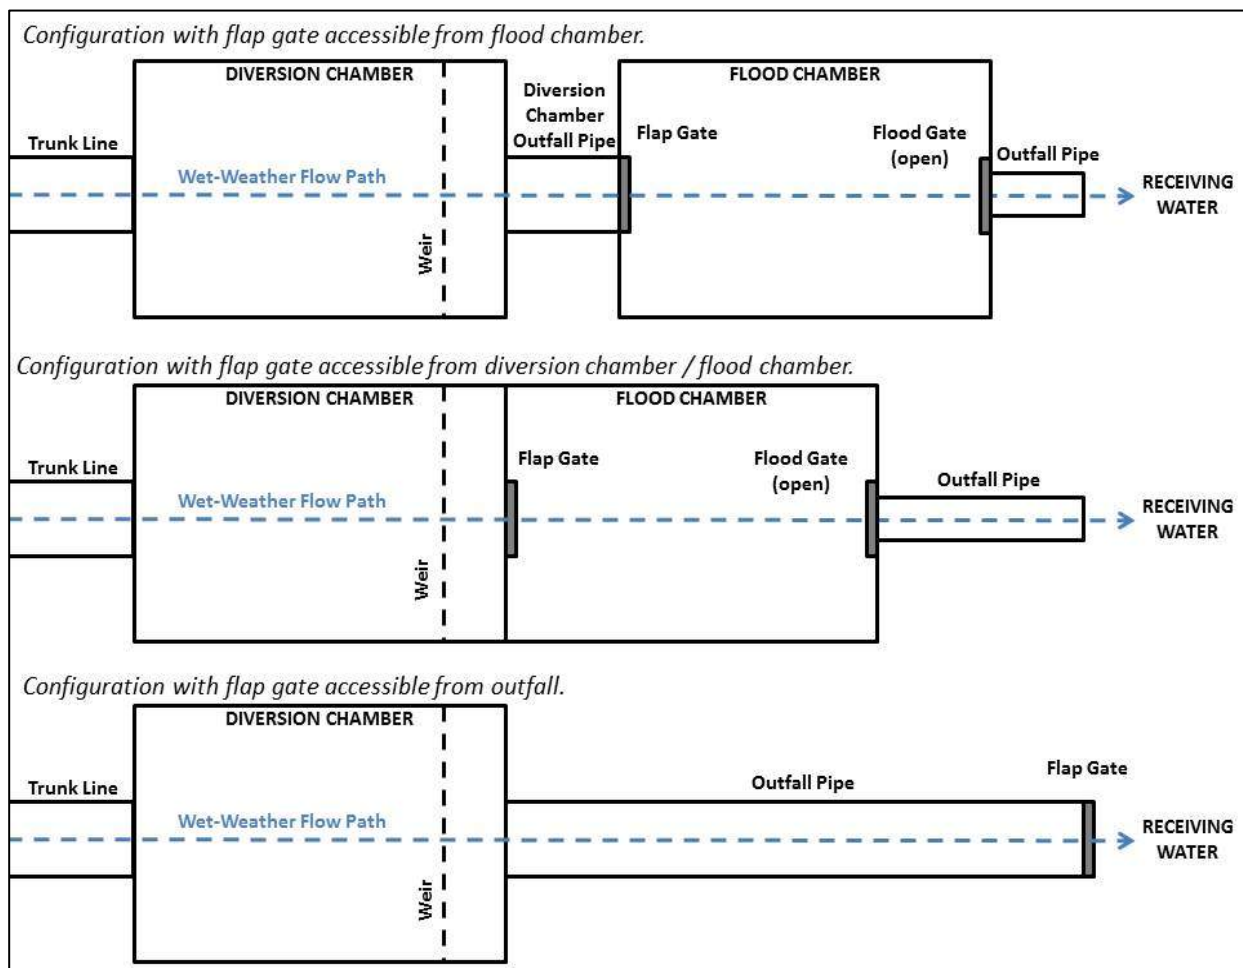 Configuration with flap gate accessible from flood chamber.
DIVERSION CHAMBER
FLOOD CHAMBER
Diversion
Chamber
Outfall Pipe
Trunk Line
Flap Gate
Flood Gate
(open)
Outfall Pipe
Wet-Weather Flow Path
RECEIVING
WATER
Weir
Configuration with flap gate accessible from diversion chamber / flood chamber.
DIVERSION CHAMBER
FLOOD CHAMBER
Trunk Line
Flap Gate
Flood Gate
(open)
Outfall Pipe
Wet-Weather Flow Path
RECEIVING
WATER
Weir
Configuration with flap gate accessible from outfall.
DIVERSION CHAMBER
Trunk Line
Outfall Pipe
Flap Gate
Wet-Weather Flow Path
RECEIVING
WATER
Weir